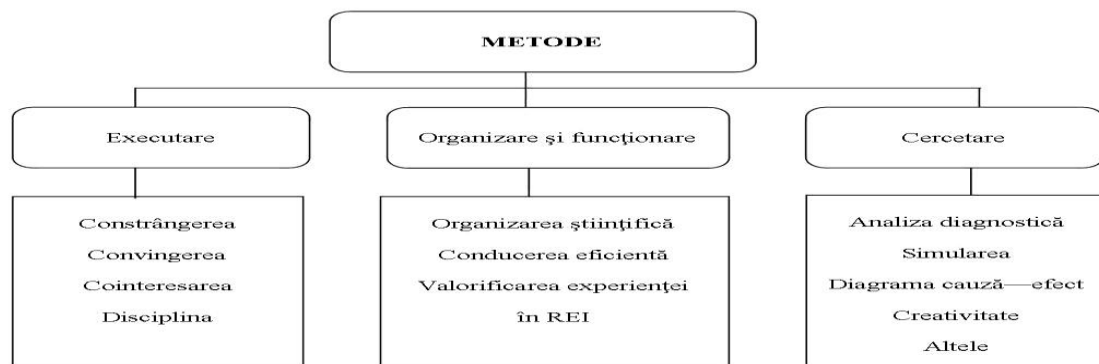 METODE
Executare
Organizare şi funcţionare
Cercetare
Constrângerea
Convingerea
Cointeresarea
Disciplina
Organizarea ştiinţifică
Conducerea eficientă
Valorificarea experienţei
în REI
Analiza diagnostică
Simularea
Diagrama cauză—efect
Creativitate
Altele